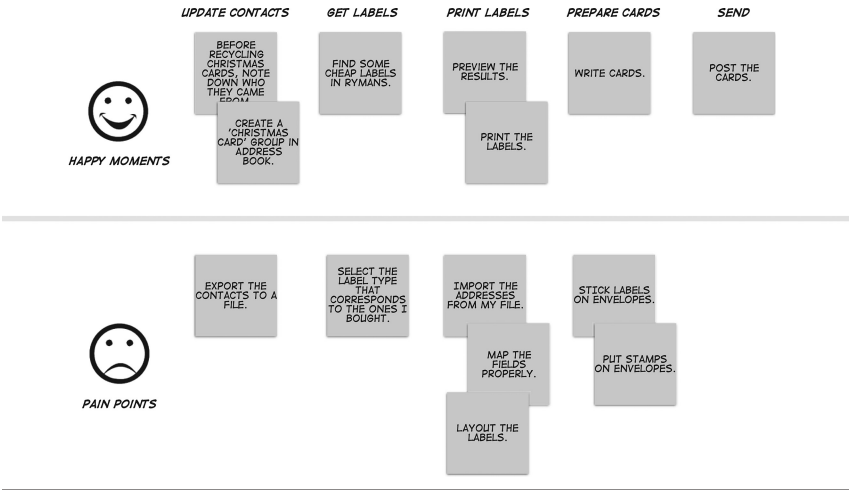 UPDATE CONTACTS
GET LABELS
PRINT LABELS
PREPARE CARDS
SEND
BEFORE
RECYCLING
CHRISTMAS
CARDS, NOTE
DOWN WHO
THEY CAME
FROM
CREATE A
'CHRISTMAS
CARD' GROUP IN
ADDRESS
BOOK.
FIND SOME
CHEAP LABELS
IN RYMANS.
PREVIEW THE
RESULTS.
PRINT THE
LABELS.
WRITE CARDS.
POST THE
CARDS.
HAPPY MOMENTS
EXPORT THE
CONTACTS TO A
FILE.
SELECT THE
LABEL TYPE
THAT
CORRESPONDS
TO THE ONES I
BOUGHT.
IMPORT THE
ADDRESSES
FROM MY FILE.
MAP THE
FIELDS
PROPERLY.
LAYOUT THE
LABELS.
STICK LABELS
ON ENVELOPES.
PUT STAMPS
ON ENVELOPES.
PAIN POINTS